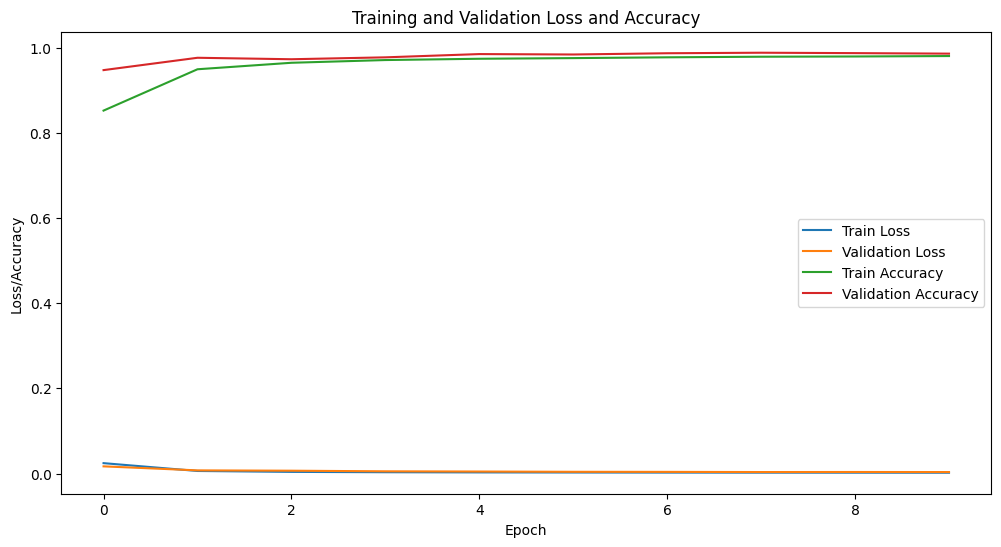 Training and Validation Loss and Accuracy
1.0
0.8
0.6
0.4
0.2
0.0
Loss/Accuracy
Train Loss
Validation Loss
Train Accuracy
Validation Accuracy
0 2 4 6 8
Epoch